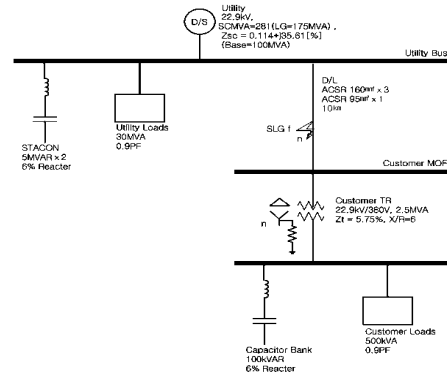 D/S
Utility
22.9kV,
SCMVA=281(LG=175MVA),
Zsc = 0.114+j35.61[%]
(Base=100MVA)
Utility Bus
STACON
5MVAR x 2
6% Reacter
Utility Loads
30MVA
0.9PF
D/L
ACSR 160㎟ x 3
ACSR 95㎟ x 1
10㎞
SLG f
n
Customer MOF
Customer TR
22.9kV/380V, 2.5MVA
Zt = 5.75%, X/R=6
n
Capacitor Bank
100kVAR
6% Reacter
Customer Loads
500kVA
0.9PF